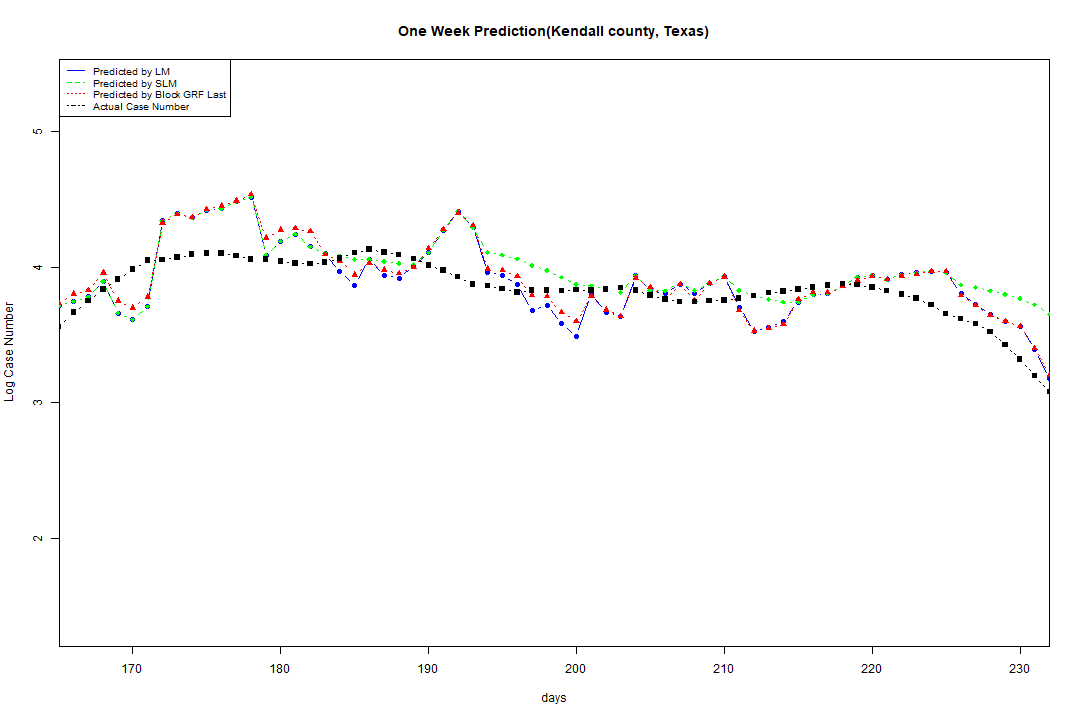 One Week Prediction(Kendall county, Texas)
Predicted by LM
Predicted by SLM
Predicted by Block GRF Last
Actual Case Number
5
4
3
2
Log Case Number
170 180 190 200 210 220 230
days